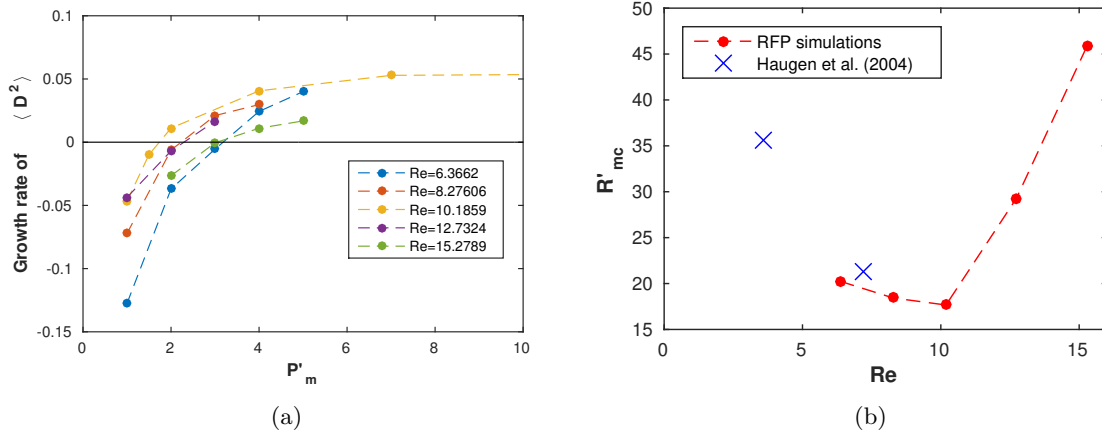 0.1
0.05
0
-0.05
-0.1
-0.15
Growth rate of ⟨ D² ⟩
Re=6.3662
Re=8.27606
Re=10.1859
Re=12.7324
Re=15.2789
0 2 4 6 8 10
P'm
(a)
50
45
40
35
30
25
20
15
R'mc
RFP simulations
Haugen et al. (2004)
0 5 10 15
Re
(b)